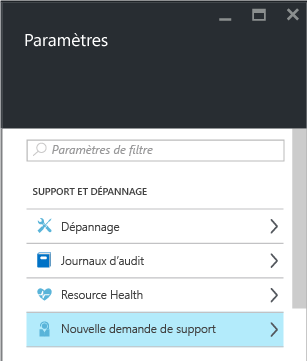 Paramètres
Paramètres de filtre
SUPPORT ET DÉPANNAGE
Dépannage
Journaux d'audit
Resource Health
Nouvelle demande de support